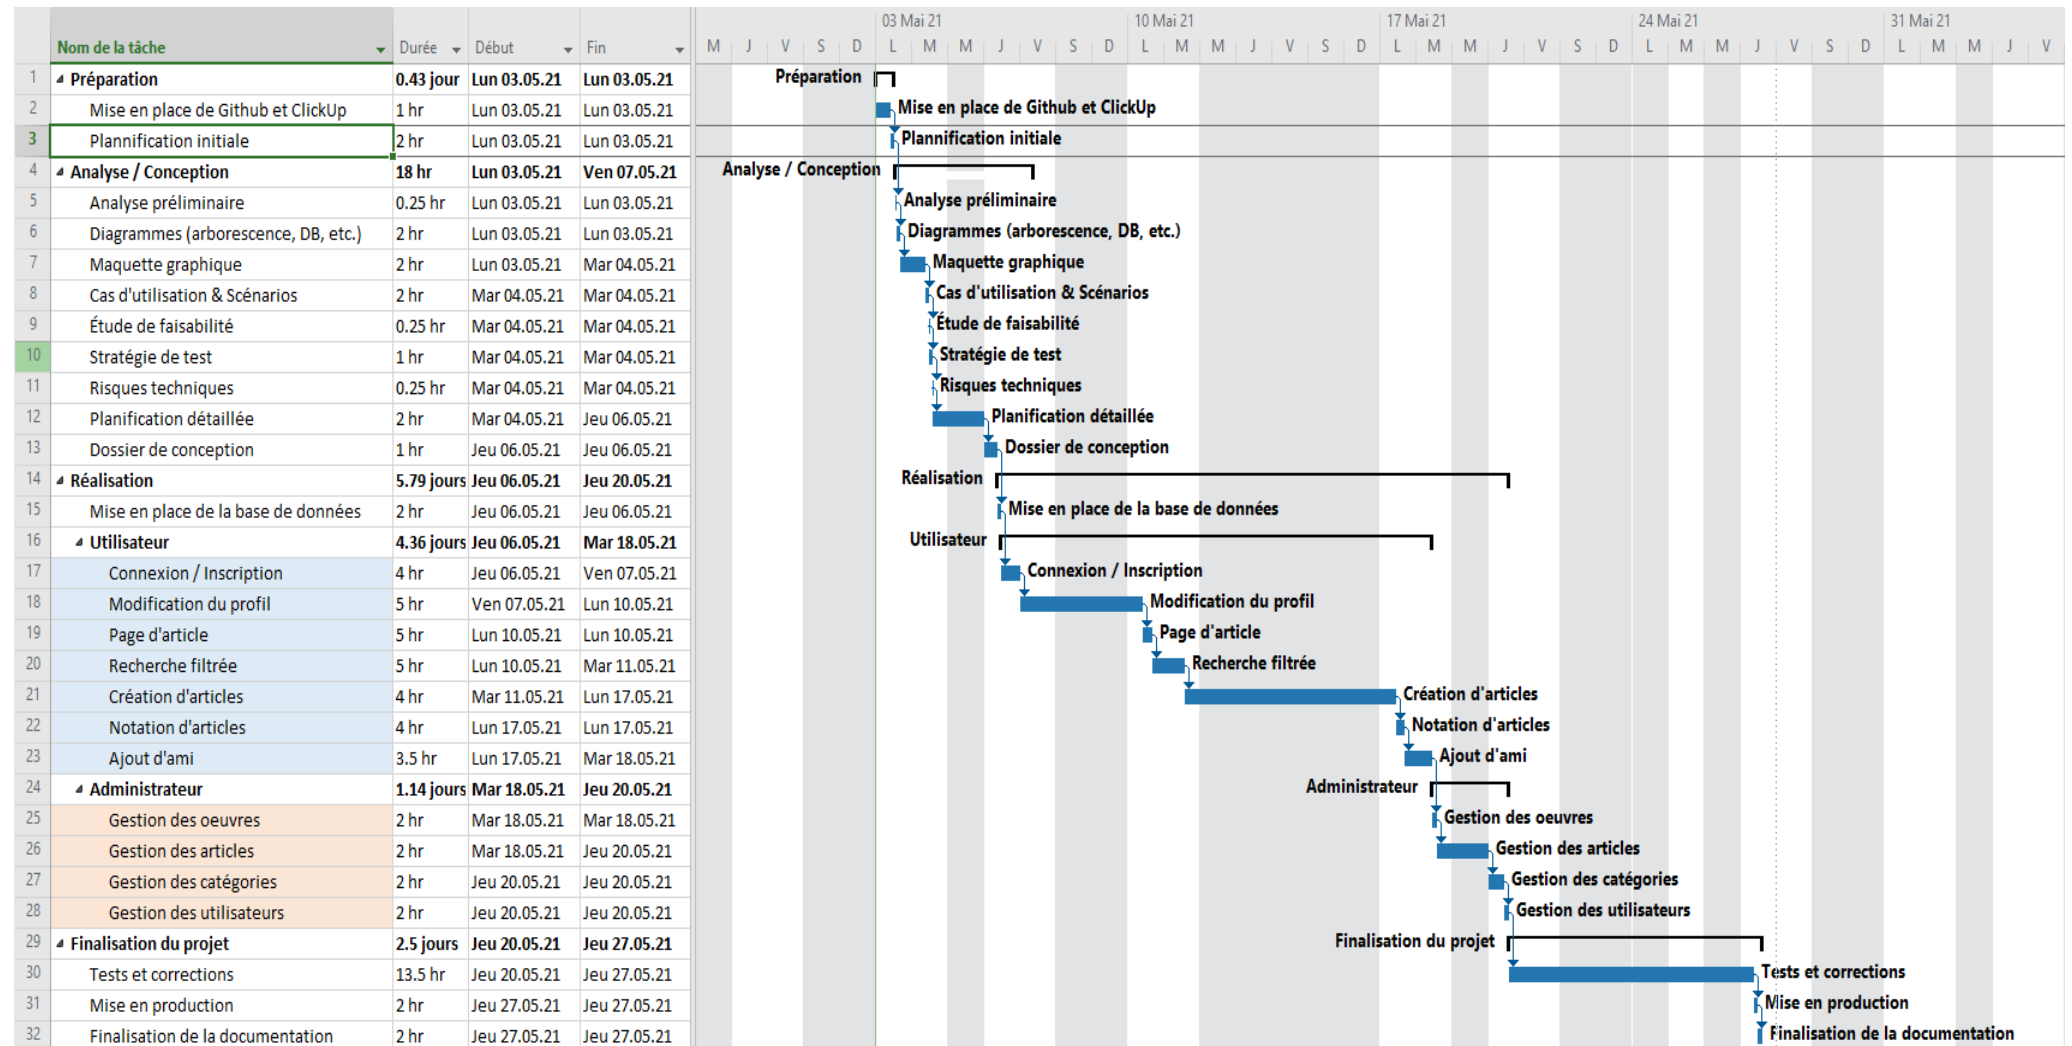 03 Mai 21 10 Mai 21 17 Mai 21 24 Mai 21 31 Mai 21
Nom de la tâche Durée Début Fin M J V S D L M M J V S D L M M J V S D L M M J V S D L M M J V S D L M M J V
1 Préparation 0.43 jour Lun 03.05.21 Lun 03.05.21 Préparation
2 Mise en place de Github et ClickUp 1 hr Lun 03.05.21 Lun 03.05.21 Mise en place de Github et ClickUp
3 Plannification initiale 2 hr Lun 03.05.21 Lun 03.05.21 Plannification initiale
4 Analyse / Conception 18 hr Lun 03.05.21 Ven 07.05.21 Analyse / Conception
5 Analyse préliminaire 0.25 hr Lun 03.05.21 Lun 03.05.21 Analyse préliminaire
6 Diagrammes (arborescence, DB, etc.) 2 hr Lun 03.05.21 Lun 03.05.21 Diagrammes (arborescence, DB, etc.)
7 Maquette graphique 2 hr Lun 03.05.21 Mar 04.05.21 Maquette graphique
8 Cas d'utilisation & Scénarios 2 hr Mar 04.05.21 Mar 04.05.21 Cas d'utilisation & Scénarios
9 Étude de faisabilité 0.25 hr Mar 04.05.21 Mar 04.05.21 Étude de faisabilité
10 Stratégie de test 1 hr Mar 04.05.21 Mar 04.05.21 Stratégie de test
11 Risques techniques 0.25 hr Mar 04.05.21 Mar 04.05.21 Risques techniques
12 Planification détaillée 2 hr Mar 04.05.21 Jeu 06.05.21 Planification détaillée
13 Dossier de conception 1 hr Jeu 06.05.21 Jeu 06.05.21 Dossier de conception
14 Réalisation 5.79 jours Jeu 06.05.21 Jeu 20.05.21 Réalisation
15 Mise en place de la base de données 2 hr Jeu 06.05.21 Jeu 06.05.21 Mise en place de la base de données
16 Utilisateur 4.36 jours Jeu 06.05.21 Mar 18.05.21 Utilisateur
17 Connexion / Inscription 4 hr Jeu 06.05.21 Ven 07.05.21 Connexion / Inscription
18 Modification du profil 5 hr Ven 07.05.21 Lun 10.05.21 Modification du profil
19 Page d'article 5 hr Lun 10.05.21 Lun 10.05.21 Page d'article
20 Recherche filtrée 5 hr Lun 10.05.21 Mar 11.05.21 Recherche filtrée
21 Création d'articles 4 hr Mar 11.05.21 Lun 17.05.21 Création d'articles
22 Notation d'articles 4 hr Lun 17.05.21 Lun 17.05.21 Notation d'articles
23 Ajout d'ami 3.5 hr Lun 17.05.21 Mar 18.05.21 Ajout d'ami
24 Administrateur 1.14 jours Mar 18.05.21 Jeu 20.05.21 Administrateur
25 Gestion des oeuvres 2 hr Mar 18.05.21 Mar 18.05.21 Gestion des oeuvres
26 Gestion des articles 2 hr Mar 18.05.21 Jeu 20.05.21 Gestion des articles
27 Gestion des catégories 2 hr Jeu 20.05.21 Jeu 20.05.21 Gestion des catégories
28 Gestion des utilisateurs 2 hr Jeu 20.05.21 Jeu 20.05.21 Gestion des utilisateurs
29 Finalisation du projet 2.5 jours Jeu 20.05.21 Jeu 27.05.21 Finalisation du projet
30 Tests et corrections 13.5 hr Jeu 20.05.21 Jeu 27.05.21 Tests et corrections
31 Mise en production 2 hr Jeu 27.05.21 Jeu 27.05.21 Mise en production
32 Finalisation de la documentation 2 hr Jeu 27.05.21 Jeu 27.05.21 Finalisation de la documentation